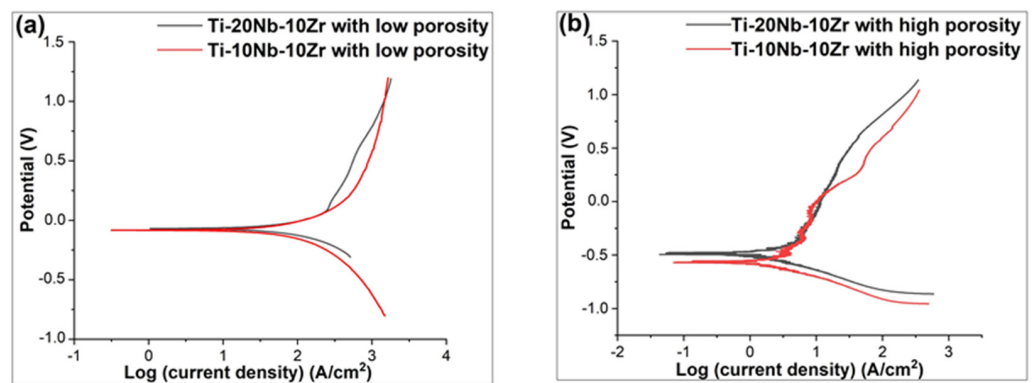 (a)
Ti-20Nb-10Zr with low porosity
Ti-10Nb-10Zr with low porosity
Potential (V)
1.5
1.0
0.5
0.0
-0.5
-1.0
-1
0
1
2
3
4
Log (current density) (A/cm²)
(b)
Ti-20Nb-10Zr with high porosity
Ti-10Nb-10Zr with high porosity
Potential (V)
1.5
1.0
0.5
0.0
-0.5
-1.0
-2
-1
0
1
2
3
Log (current density) (A/cm²)